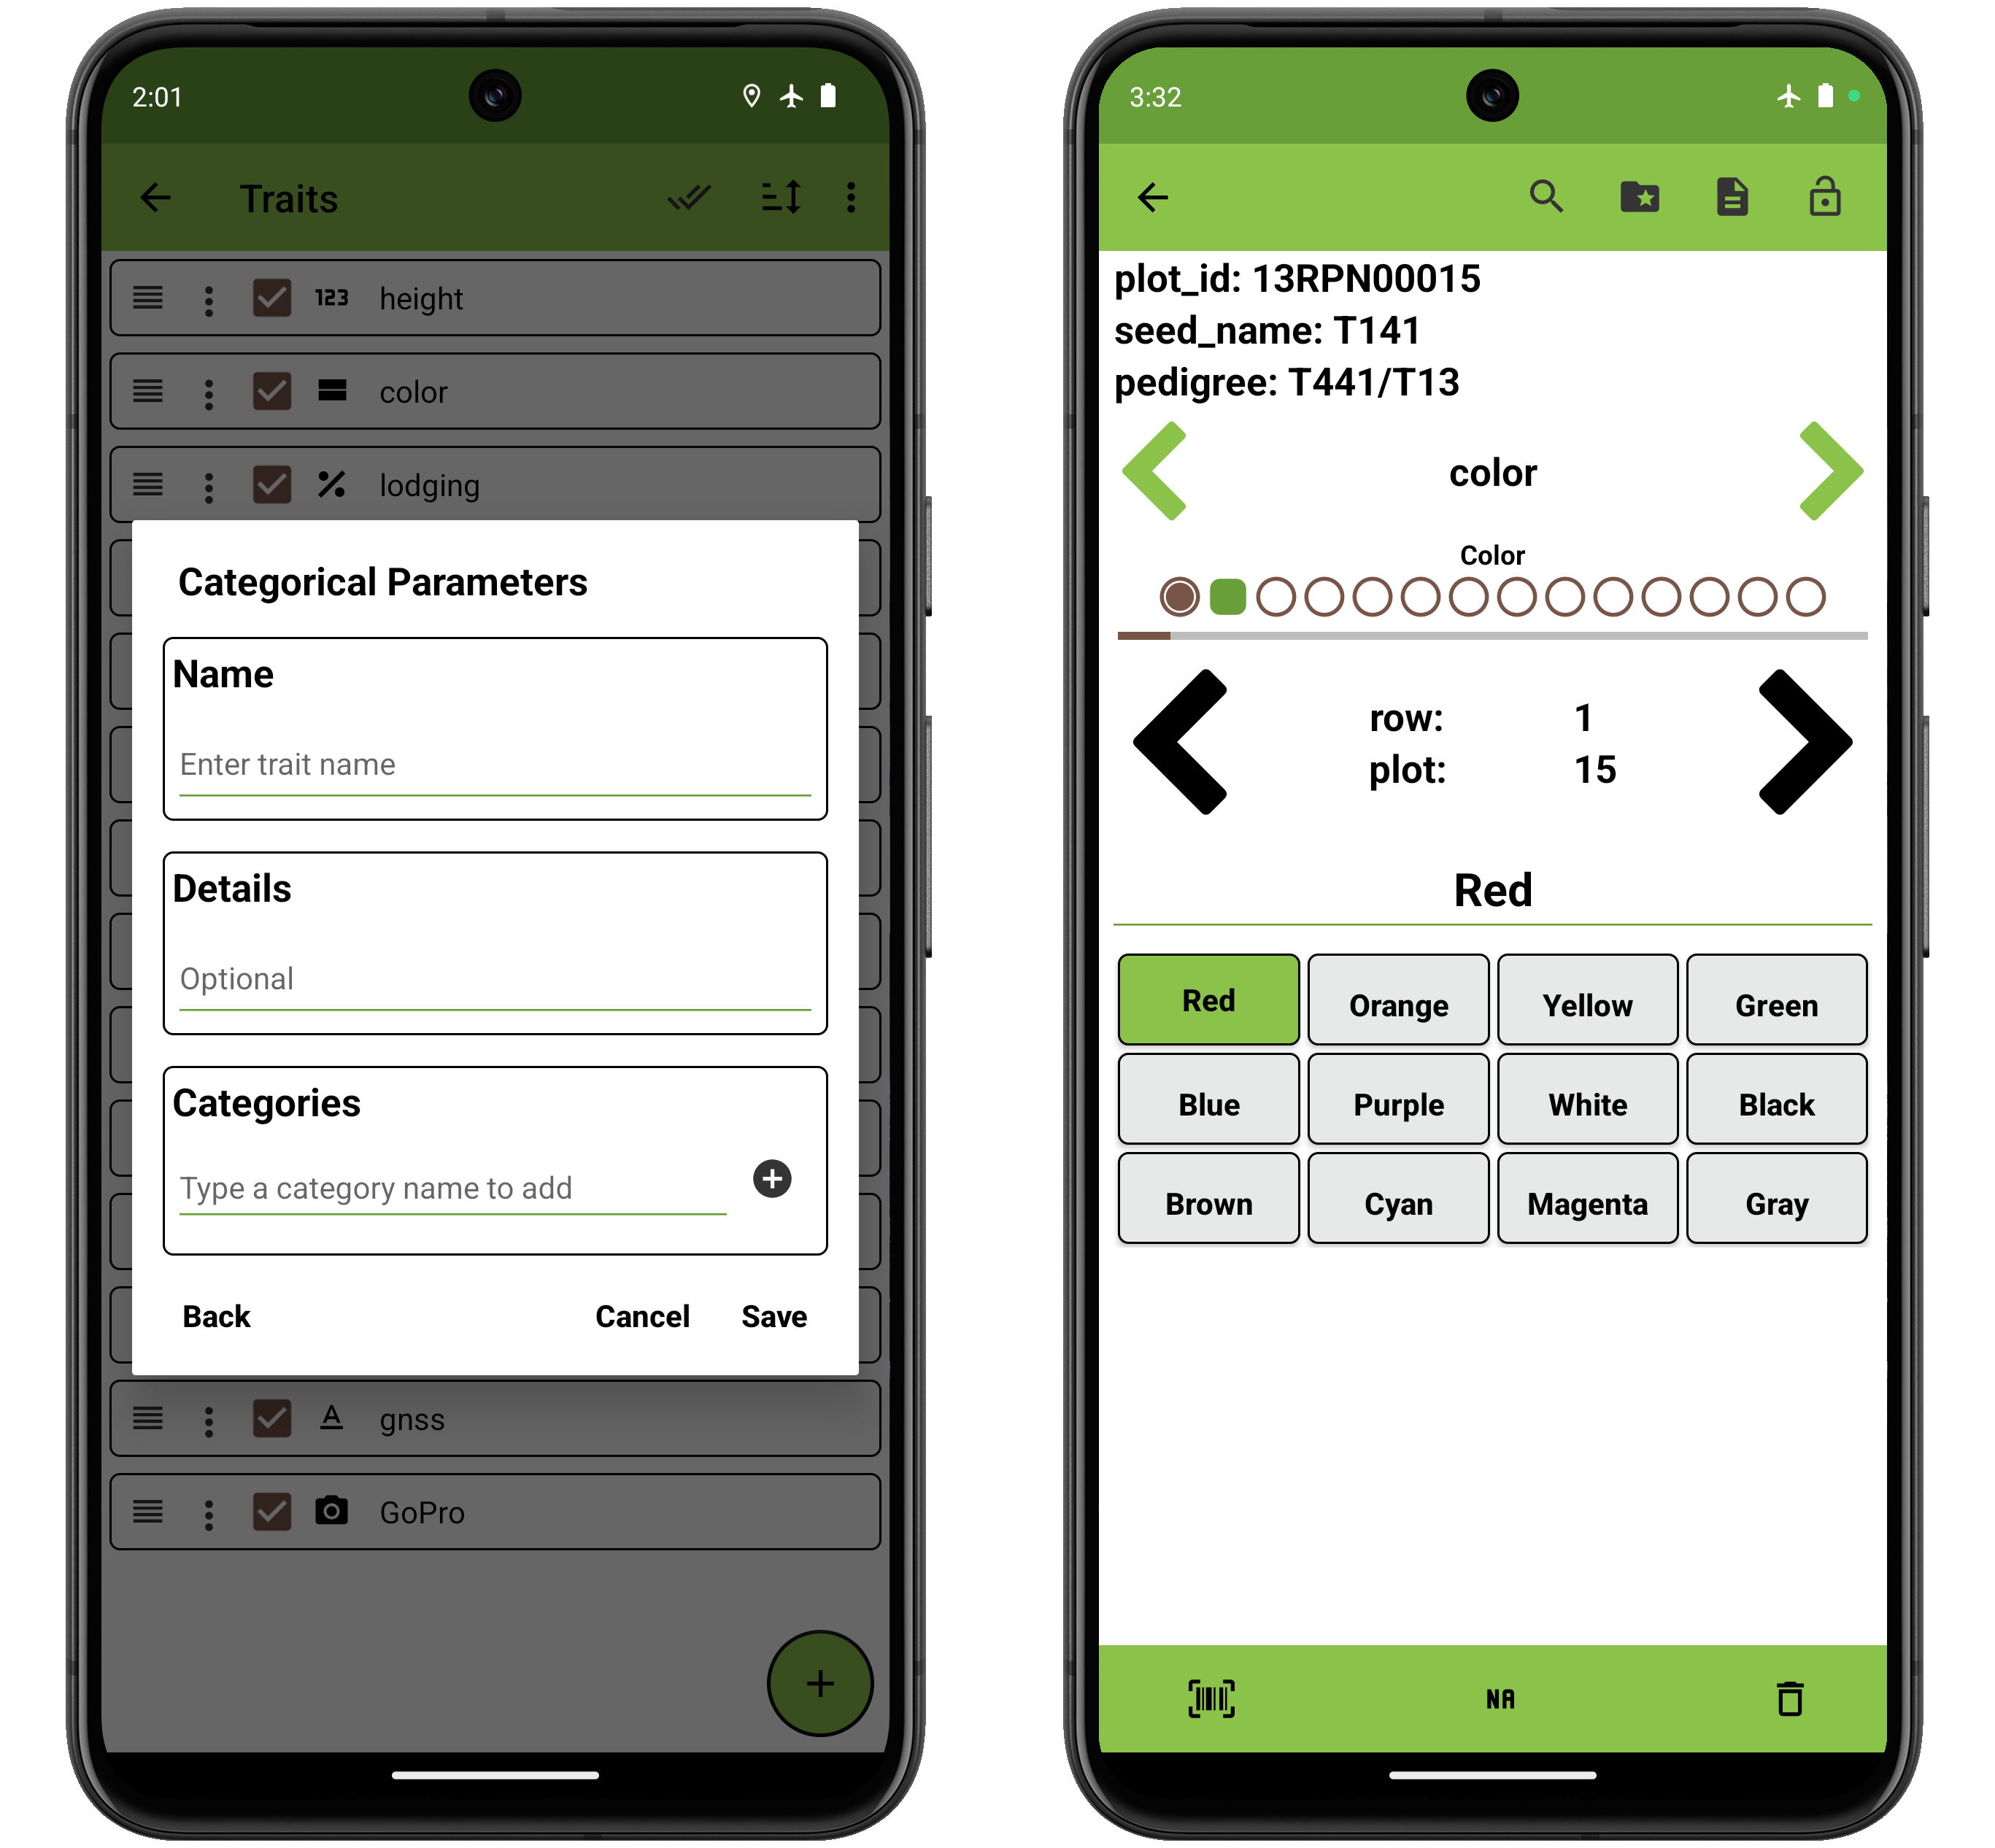 2:01
Traits
123 height
color
% lodging
Categorical Parameters
Name
Enter trait name
Details
Optional
Categories
Type a category name to add
Back Cancel Save
A gnss
GoPro
3:32
plot_id: 13RPN00015
seed_name: T141
pedigree: T441/T13
color
Color
row: 1
plot: 15
Red
Red Orange Yellow Green
Blue Purple White Black
Brown Cyan Magenta Gray
NA